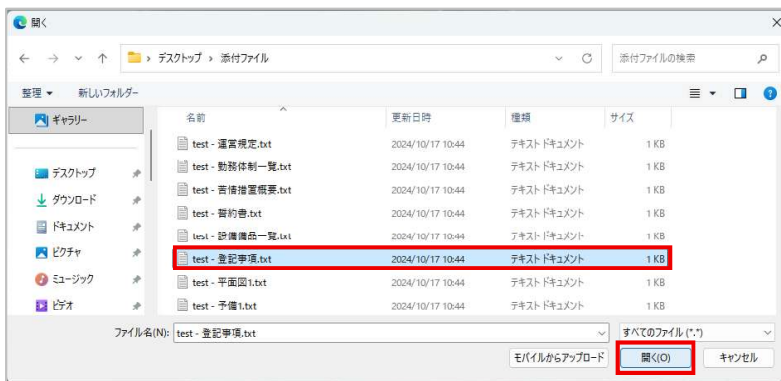 開く
デスクトップ > 添付ファイル 添付ファイルの検索
整理 新しいフォルダー
ギャラリー 名前 更新日時 種類 サイズ
test - 運営規定.txt 2024/10/17 10:44 テキスト ドキュメント 1 KB
デスクトップ test - 勤務体制一覧.txt 2024/10/17 10:44 テキスト ドキュメント 1 KB
ダウンロード test - 苦情措置概要.txt 2024/10/17 10:44 テキスト ドキュメント 1 KB
ドキュメント test - 誓約書.txt 2024/10/17 10:44 テキスト ドキュメント 1 KB
test - 設備備品一覧.txt 2024/10/17 10:44 テキスト ドキュメント 1 KB
ピクチャ test - 登記事項.txt 2024/10/17 10:44 テキスト ドキュメント 1 KB
ミュージック test - 平面図1.txt 2024/10/17 10:44 テキスト ドキュメント 1 KB
ビデオ test - 予備1.txt 2024/10/17 10:44 テキスト ドキュメント 1 KB
ファイル名(N): test - 登記事項.txt すべてのファイル (*.*)
モバイルからアップロード 開く(O) キャンセル